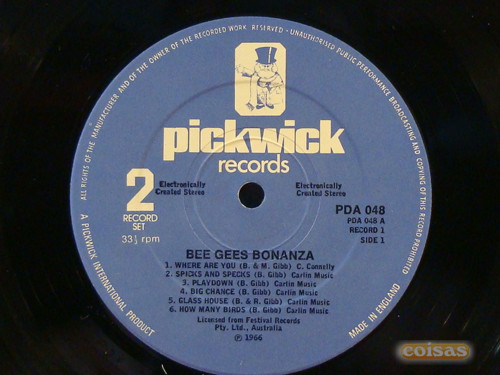 ALL RIGHTS OF THE MANUFACTURER AND OF THE OWNER OF THE RECORDED WORK RESERVED - UNAUTHORISED PUBLIC PERFORMANCE BROADCASTING AND COPYING OF THIS RECORD PROHIBITED
pickwick
records
2
RECORD
SET
33⅓ rpm
Electronically
Created Stereo
Electronically
Created Stereo
PDA 048
PDA 048 A
RECORD 1
SIDE 1
BEE GEES BONANZA
1. WHERE ARE YOU (B. & M. Gibb) C. Connelly
2. SPICKS AND SPECKS (B. Gibb) Carlin Music
3. PLAYDOWN (B. Gibb) Carlin Music
4. BIG CHANCE (B. Gibb) Carlin Music
5. CLASS HOUSE (B. & R. Gibb) Carlin Music
6. HOW MANY BIRDS (B. Gibb) Carlin Music
Licensed from Festival Records
Pty. Ltd., Australia
℗ 1966
A PICKWICK INTERNATIONAL PRODUCT
MADE IN ENGLAND
coisas